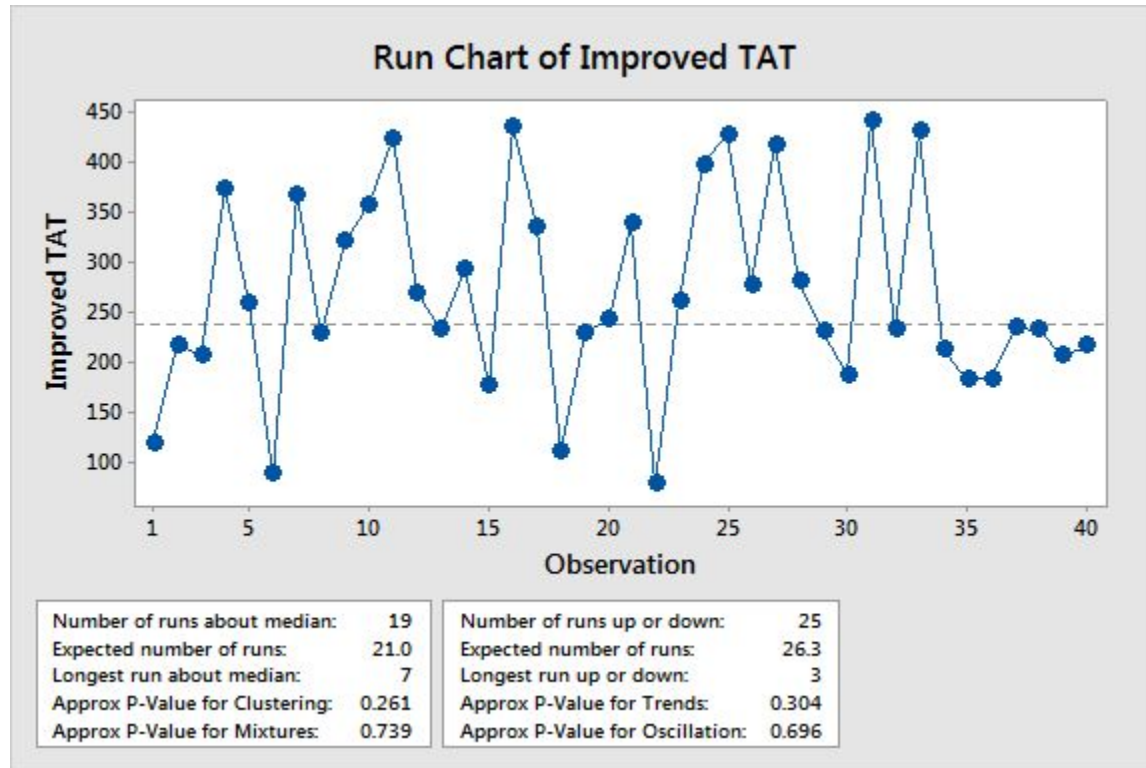 Run Chart of Improved TAT
450
400
350
300
250
200
150
100
Improved TAT
1 5 10 15 20 25 30 35 40
Observation
Number of runs about median: 19
Expected number of runs: 21.0
Longest run about median: 7
Approx P-Value for Clustering: 0.261
Approx P-Value for Mixtures: 0.739
Number of runs up or down: 25
Expected number of runs: 26.3
Longest run up or down: 3
Approx P-Value for Trends: 0.304
Approx P-Value for Oscillation: 0.696